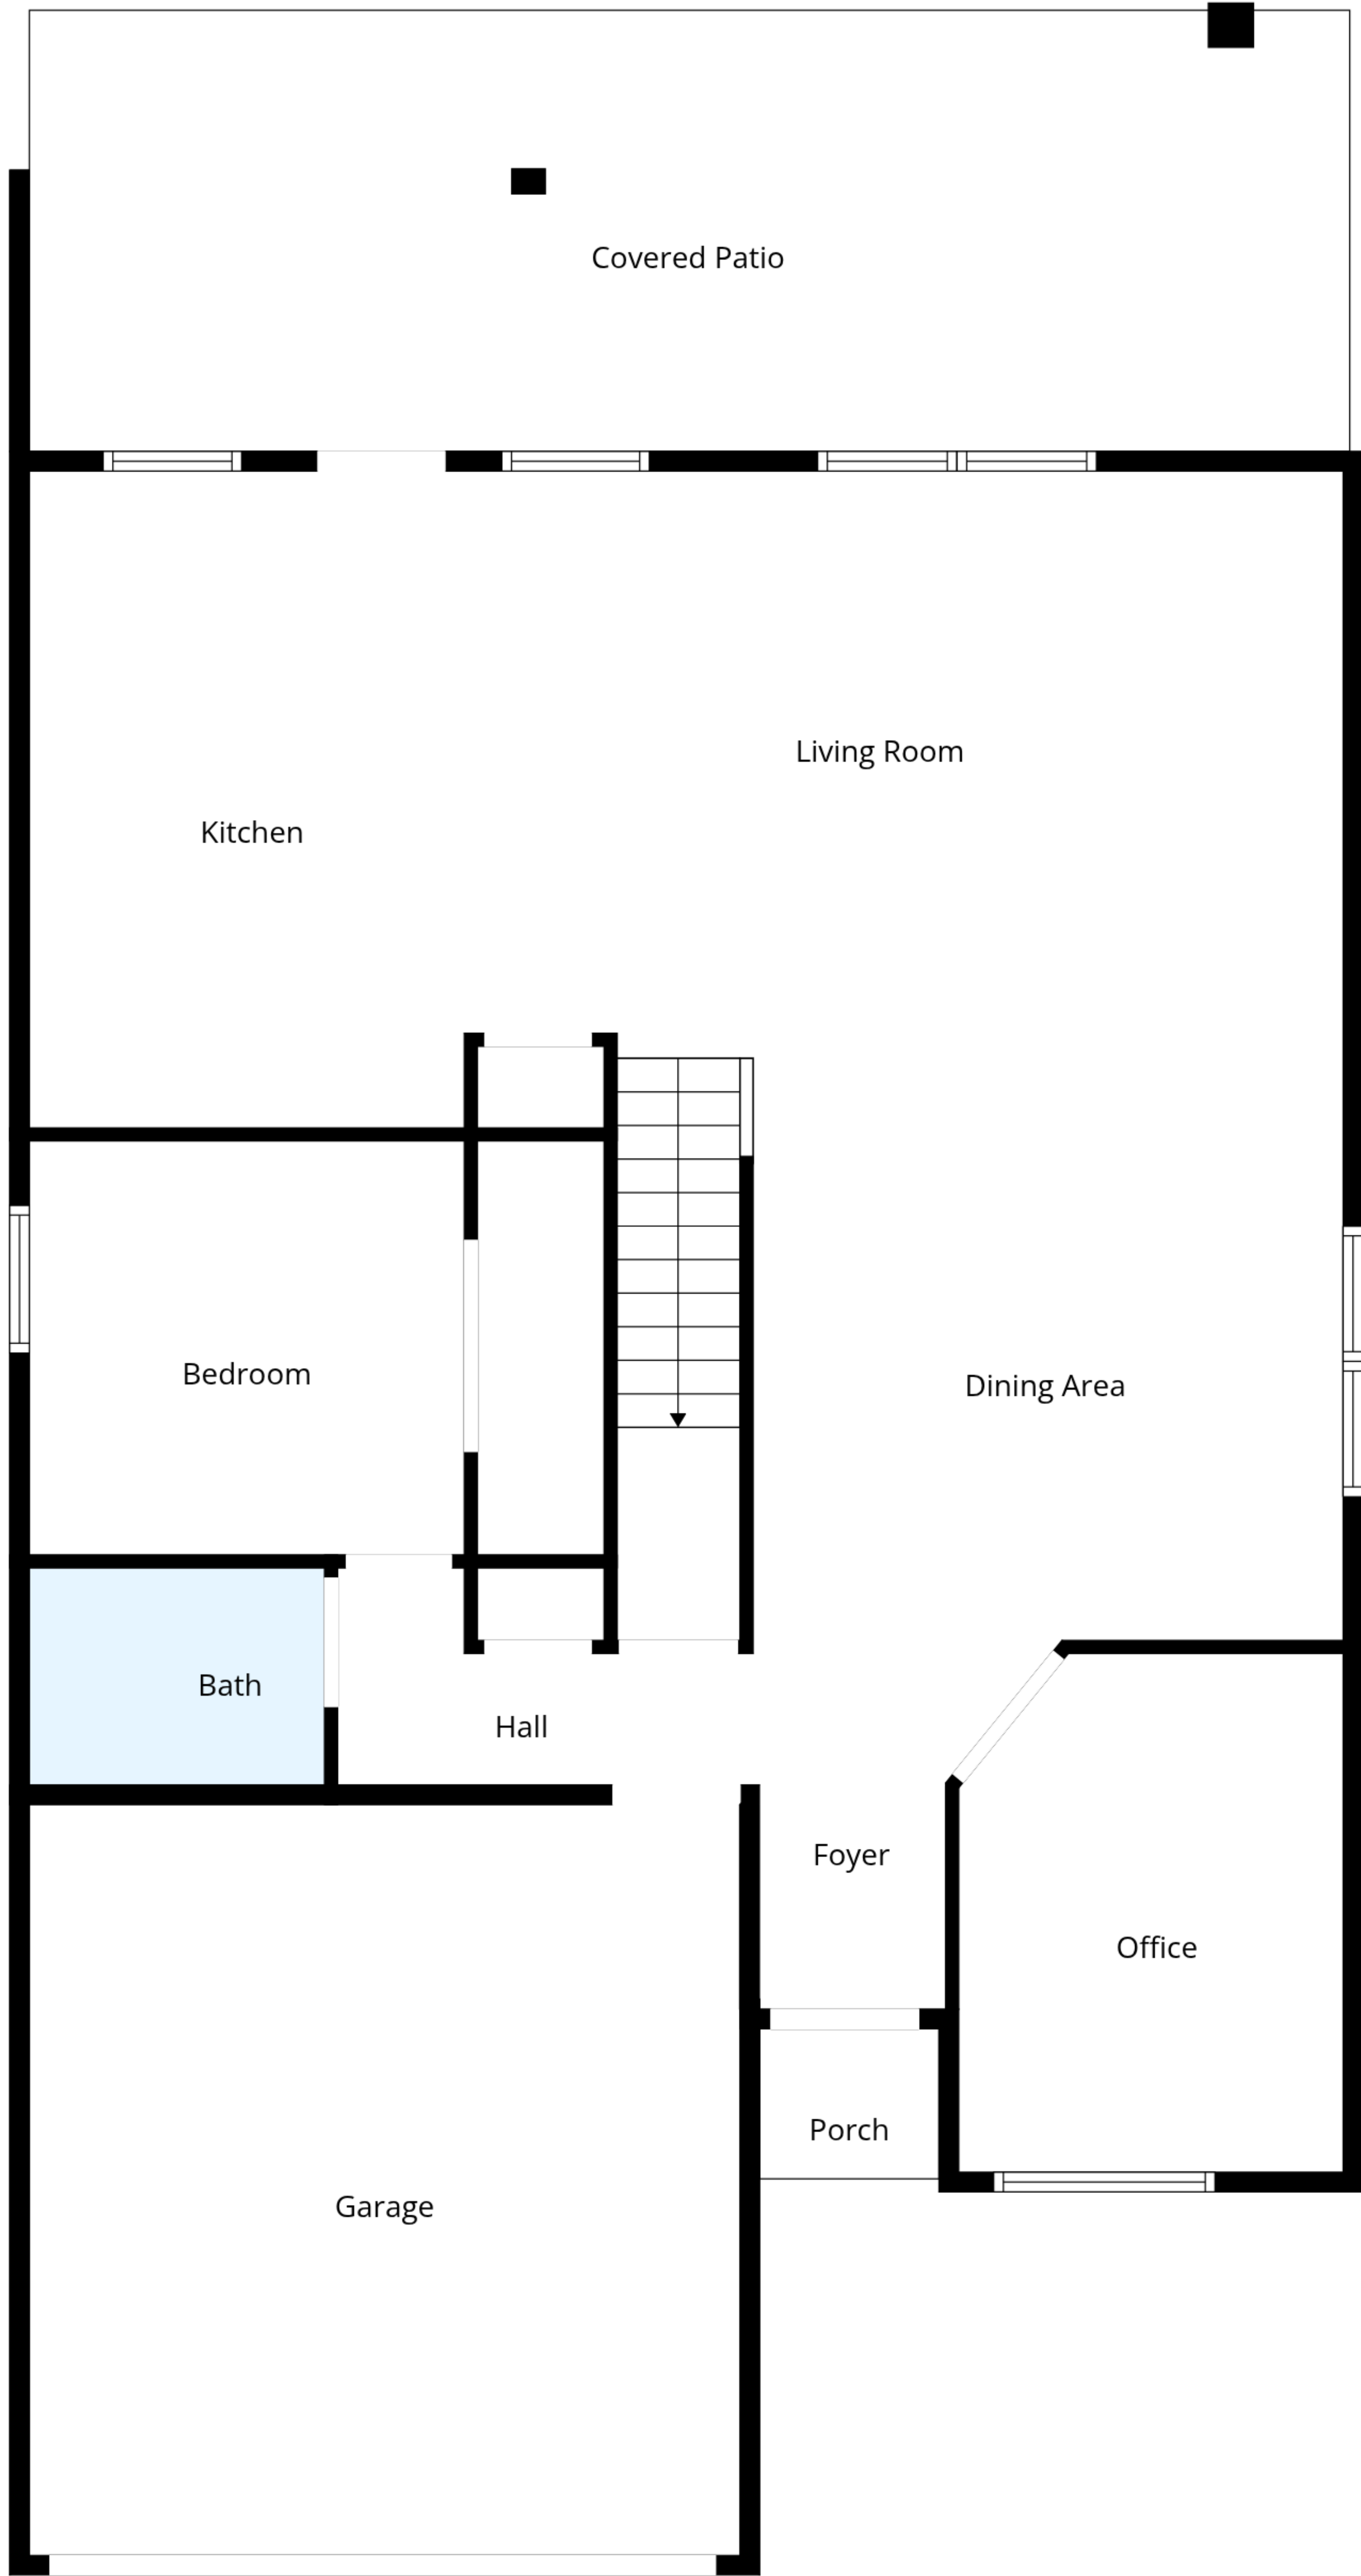 Covered Patio
Living Room
Kitchen
Bedroom
Dining Area
Bath
Hall
Foyer
Office
Porch
Garage